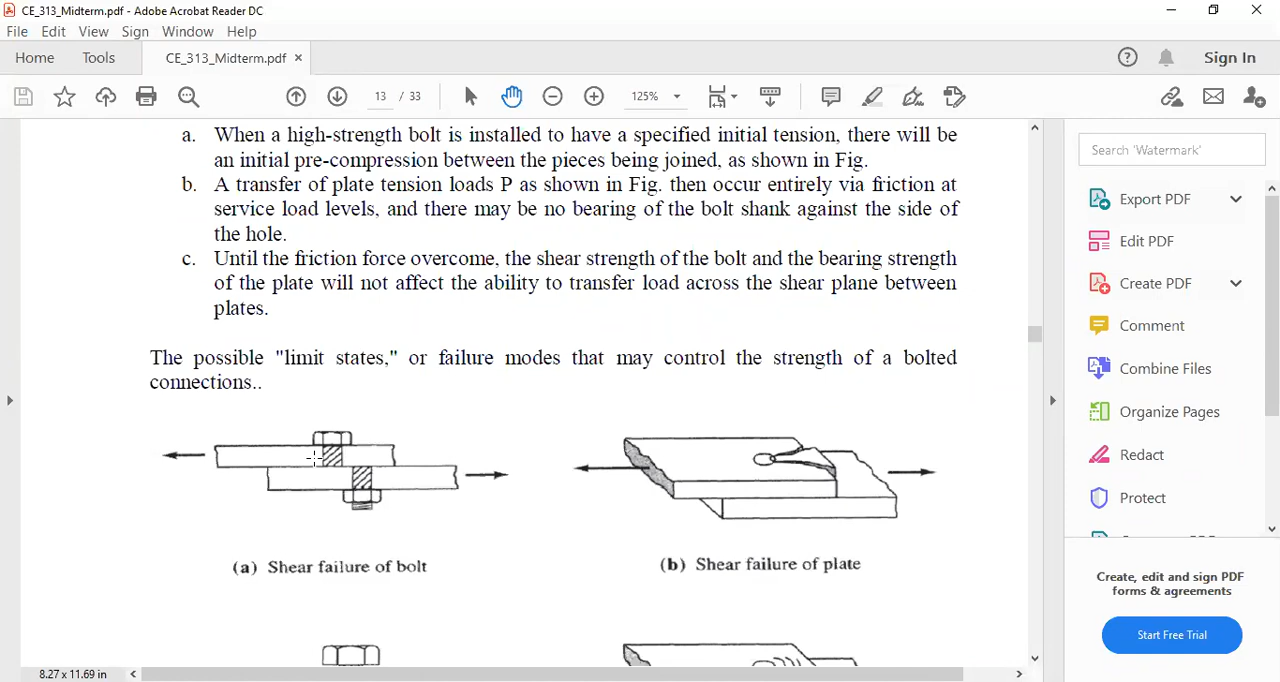 CE_313_Midterm.pdf - Adobe Acrobat Reader DC
File Edit View Sign Window Help
Home Tools CE_313_Midterm.pdf × Sign In
13 / 33 125%
a. When a high-strength bolt is installed to have a specified initial tension, there will be
an initial pre-compression between the pieces being joined, as shown in Fig.
b. A transfer of plate tension loads P as shown in Fig. then occur entirely via friction at
service load levels, and there may be no bearing of the bolt shank against the side of
the hole.
c. Until the friction force overcome, the shear strength of the bolt and the bearing strength
of the plate will not affect the ability to transfer load across the shear plane between
plates.
The possible "limit states," or failure modes that may control the strength of a bolted
connections..
(a) Shear failure of bolt
(b) Shear failure of plate
8.27 x 11.69 in
Search 'Watermark'
Export PDF
Edit PDF
Create PDF
Comment
Combine Files
Organize Pages
Redact
Protect
Create, edit and sign PDF
forms & agreements
Start Free Trial